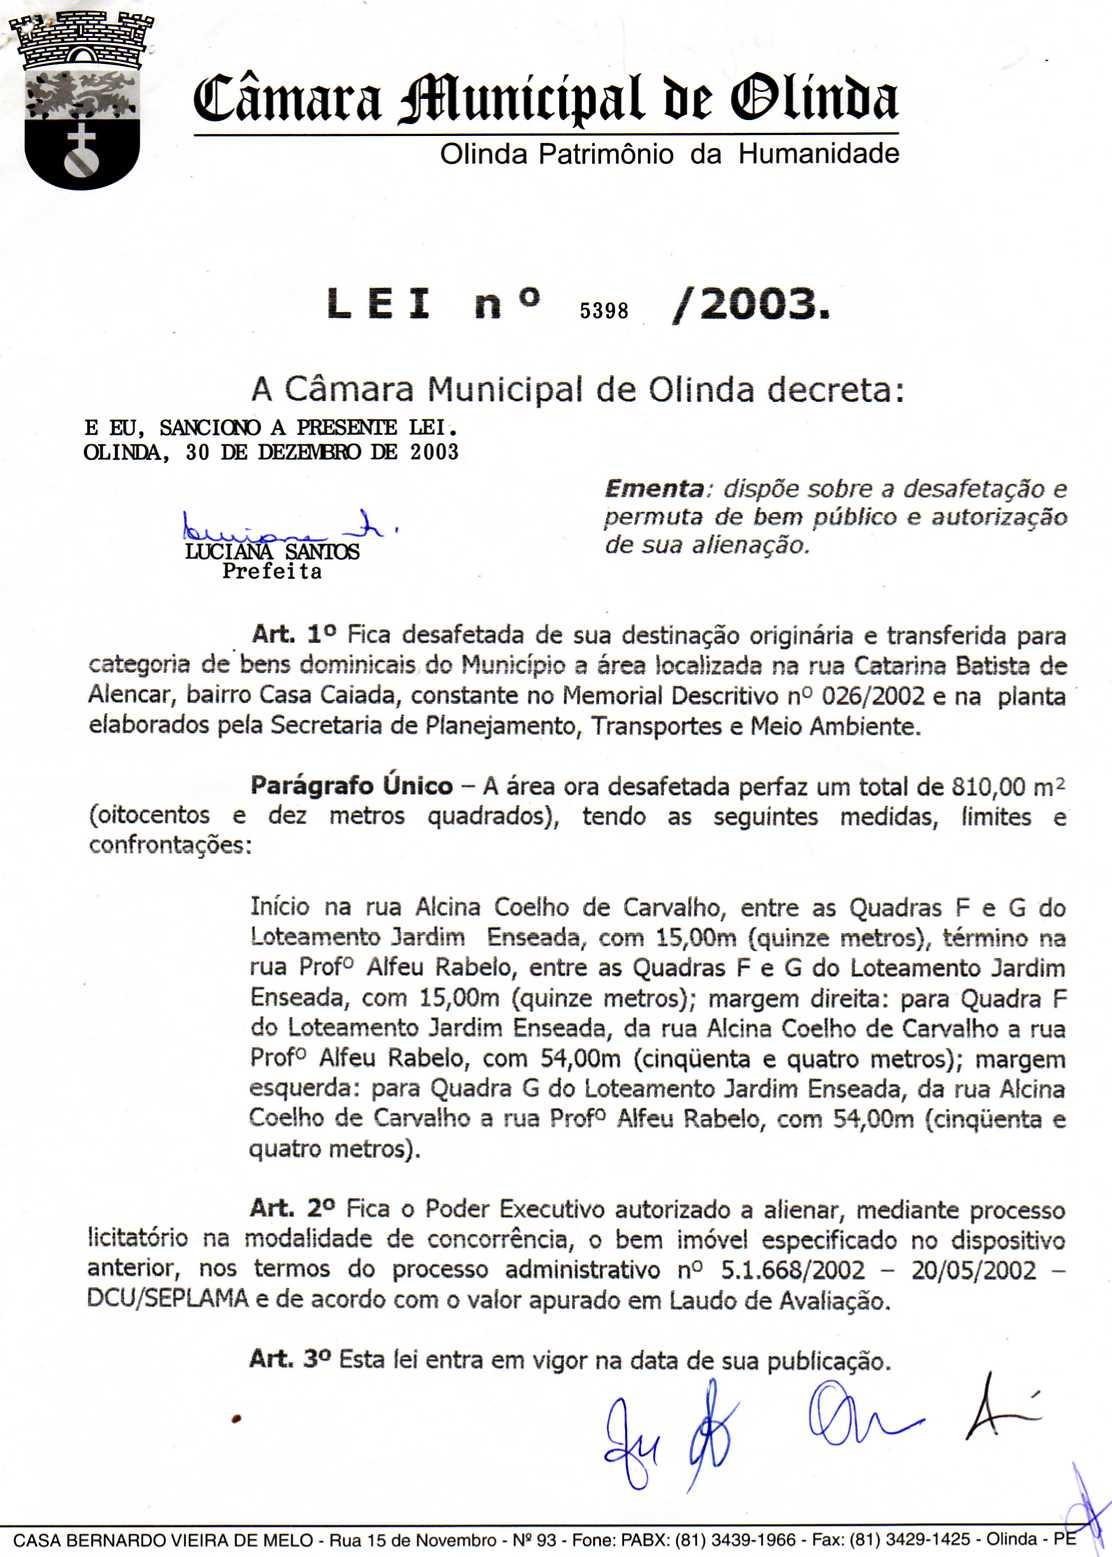 Câmara Municipal de Olinda
Olinda Patrimônio da Humanidade
LEI nº 5398 /2003.
A Câmara Municipal de Olinda decreta:
E EU, SANCIONO A PRESENTE LEI.
OLINDA, 30 DE DEZEMBRO DE 2003
Ementa: dispõe sobre a desafetação e
permuta de bem público e autorização
de sua alienação.
LUCIANA SANTOS
Prefeita
Art. 1º Fica desafetada de sua destinação originária e transferida para
categoria de bens dominicais do Município a área localizada na rua Catarina Batista de
Alencar, bairro Casa Caiada, constante no Memorial Descritivo nº 026/2002 e na planta
elaborados pela Secretaria de Planejamento, Transportes e Meio Ambiente.
Parágrafo Único – A área ora desafetada perfaz um total de 810,00 m²
(oitocentos e dez metros quadrados), tendo as seguintes medidas, limites e
confrontações:
Início na rua Alcina Coelho de Carvalho, entre as Quadras F e G do
Loteamento Jardim Enseada, com 15,00m (quinze metros), término na
rua Profº Alfeu Rabelo, entre as Quadras F e G do Loteamento Jardim
Enseada, com 15,00m (quinze metros); margem direita: para Quadra F
do Loteamento Jardim Enseada, da rua Alcina Coelho de Carvalho a rua
Profº Alfeu Rabelo, com 54,00m (cinqüenta e quatro metros); margem
esquerda: para Quadra G do Loteamento Jardim Enseada, da rua Alcina
Coelho de Carvalho a rua Profº Alfeu Rabelo, com 54,00m (cinqüenta e
quatro metros).
Art. 2º Fica o Poder Executivo autorizado a alienar, mediante processo
licitatório na modalidade de concorrência, o bem imóvel especificado no dispositivo
anterior, nos termos do processo administrativo nº 5.1.668/2002 – 20/05/2002 –
DCU/SEPLAMA e de acordo com o valor apurado em Laudo de Avaliação.
Art. 3º Esta lei entra em vigor na data de sua publicação.
CASA BERNARDO VIEIRA DE MELO - Rua 15 de Novembro - Nº 93 - Fone: PABX: (81) 3439-1966 - Fax: (81) 3429-1425 - Olinda - PE